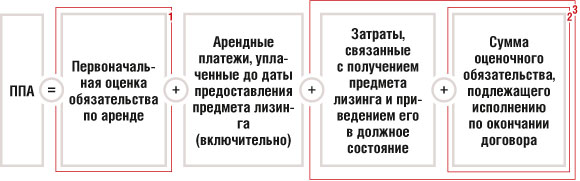 1
3
2
ППА
=
Первоначаль-
ная оценка
обязательства
по аренде
+
Арендные
платежи, упла-
ченные до даты
предоставления
предмета лизин-
га
(включительно)
+
Затраты,
связанные
с получением
предмета
лизинга и при-
ведением его
в должное
состояние
+
Сумма
оценочного
обязательства,
подлежащего
исполнению
по окончании
договора